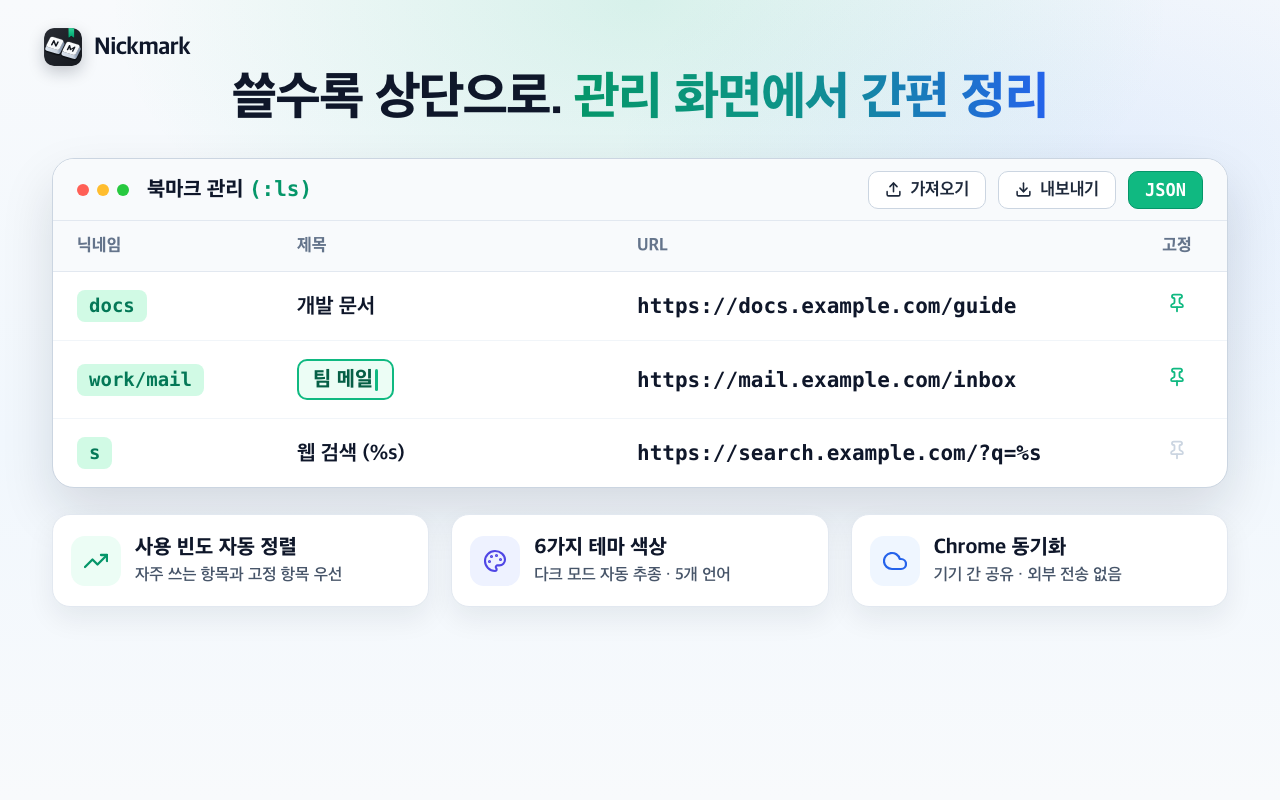 N M
Nickmark
쓸수록 상단으로. 관리 화면에서 간편 정리
북마크 관리 (:ls)
가져오기
내보내기
JSON
닉네임 제목 URL 고정
docs 개발 문서 https://docs.example.com/guide
work/mail 팀 메일 https://mail.example.com/inbox
s 웹 검색 (%s) https://search.example.com/?q=%s
사용 빈도 자동 정렬
자주 쓰는 항목과 고정 항목 우선
6가지 테마 색상
다크 모드 자동 추종 · 5개 언어
Chrome 동기화
기기 간 공유 · 외부 전송 없음